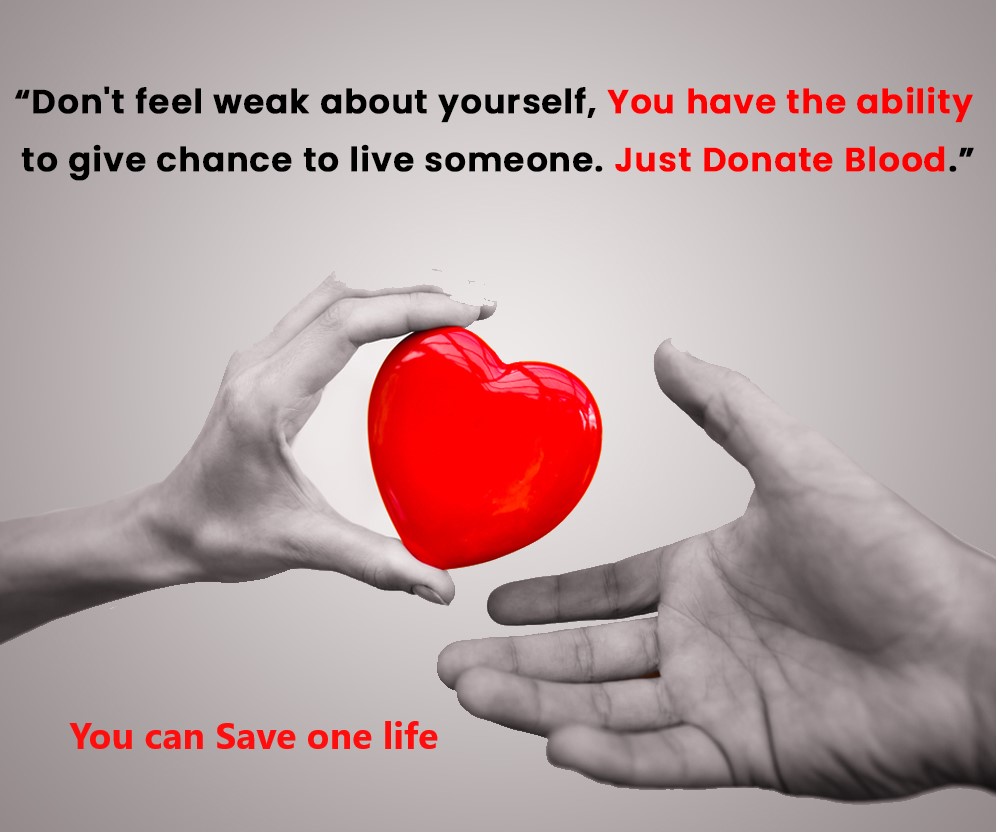 “Don't feel weak about yourself, You have the ability
to give chance to live someone. Just Donate Blood.”
You can Save one life